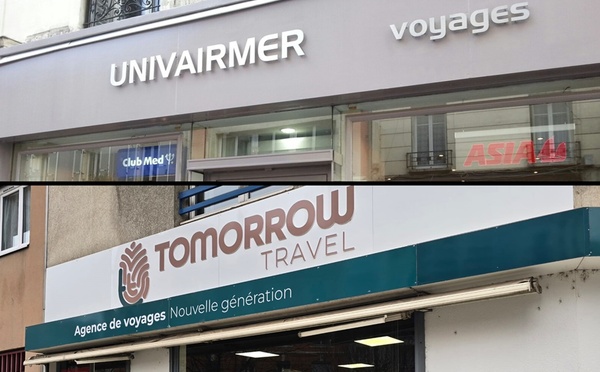 UNIVAIRMER voyages
Club Med
ASIA
TOMORROW
TRAVEL
Agence de voyages Nouvelle génération